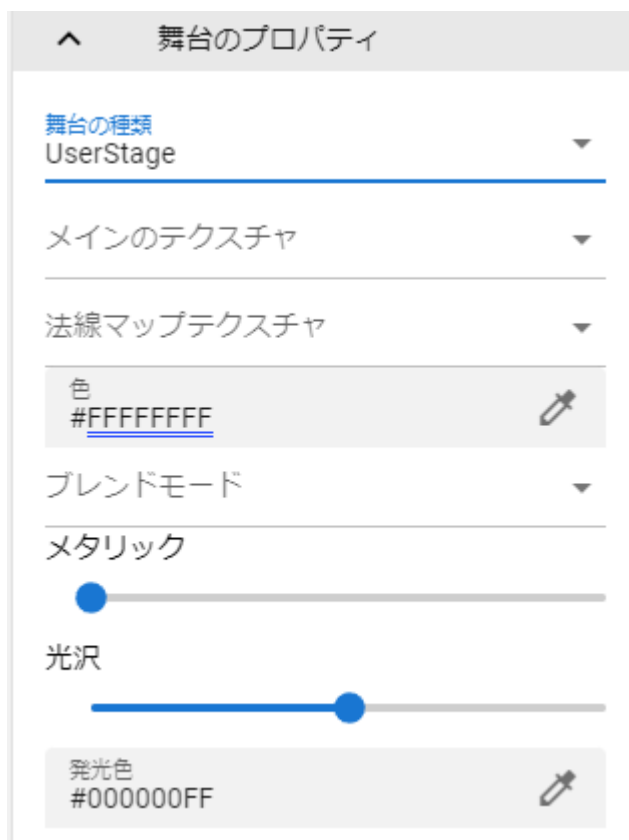 舞台のプロパティ
舞台の種類
UserStage
メインのテクスチャ
法線マップテクスチャ
色
#FFFFFFFF
ブレンドモード
メタリック
光沢
発光色
#000000FF